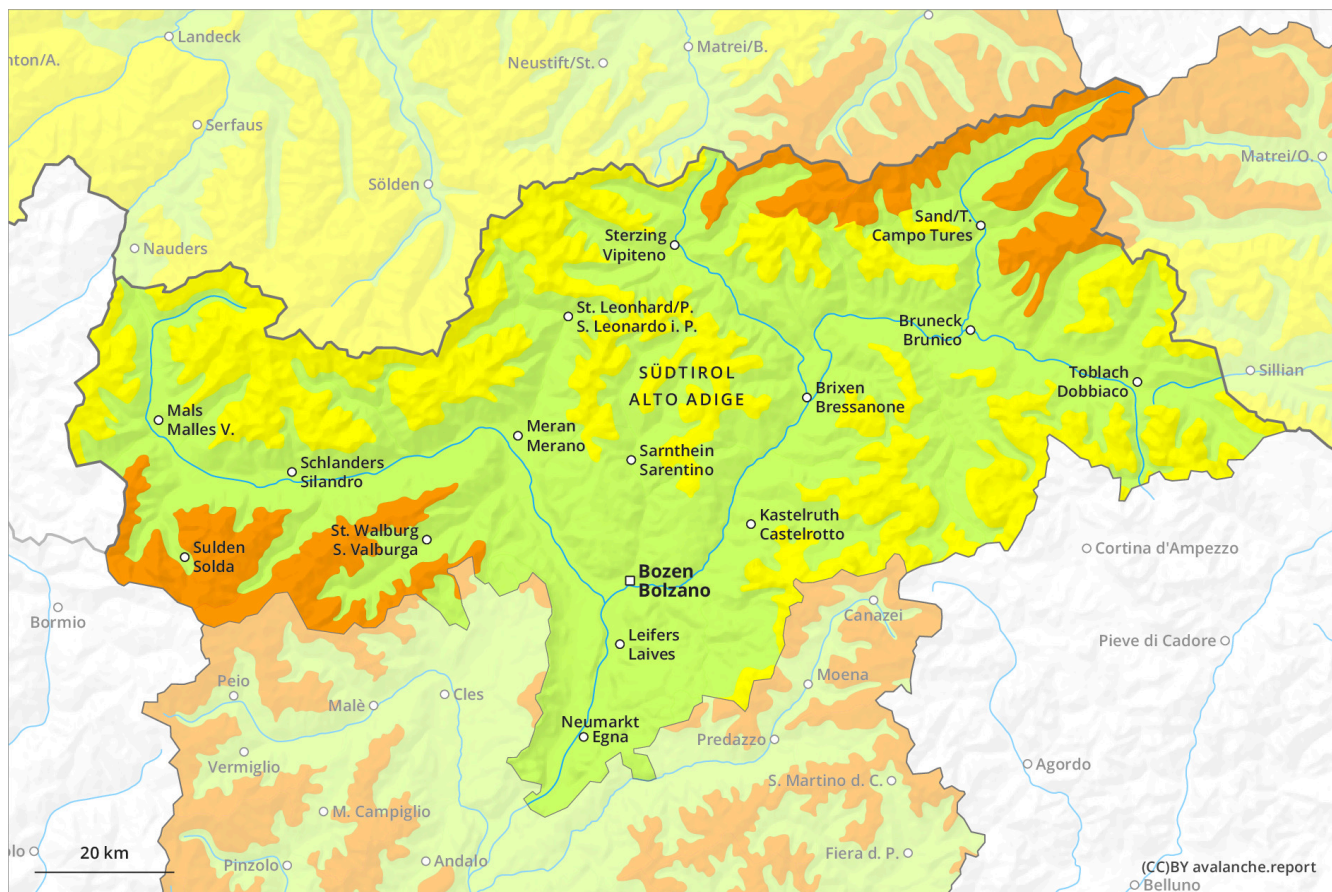 Landeck
nton/A.
Neustift/St.
Matrei/B.
Serfaus
Matrei/O.
Sölden
Sand/T.
Campo Tures
Sterzing
Vipiteno
Nauders
St. Leonhard/P.
S. Leonardo i. P.
Bruneck
Brunico
SÜDTIROL
ALTO ADIGE
Toblach
Dobbiaco
Sillian
Brixen
Bressanone
Mals
Malles V.
Meran
Merano
Schlanders
Silandro
Sarnthein
Sarentino
Kastelruth
Castelrotto
St. Walburg
S. Valburga
Sulden
Solda
Cortina d'Ampezzo
Bozen
Bolzano
Bormio
Canazei
Leifers
Laives
Pieve di Cadore
Peio
Moena
Cles
Malè
Neumarkt
Egna
Predazzo
Vermiglio
Agordo
S. Martino d. C.
M. Campiglio
olo
20 km
Pinzolo
Andalo
Fiera d. P.
(CC)BY avalanche.report
Belluno